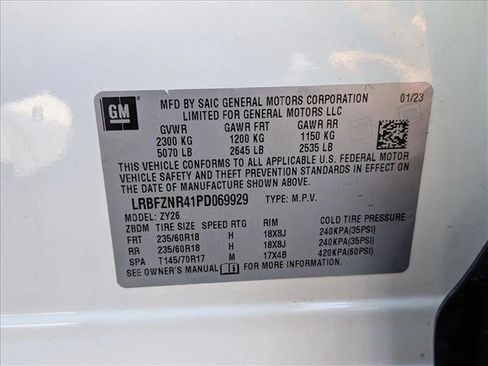 GM
MFD BY SAIC GENERAL MOTORS CORPORATION 01/23
LIMITED FOR GENERAL MOTORS LLC
GVWR GAWR FRT GAWR RR
2300 KG 1200 KG 1150 KG
5070 LB 2645 LB 2535 LB
THIS VEHICLE CONFORMS TO ALL APPLICABLE U.S. FEDERAL MOTOR
VEHICLE SAFETY AND THEFT PREVENTION STANDARDS IN EFFECT ON
THE DATE OF MANUFACTURE SHOWN ABOVE.
LRBFZNR41PD069929 TYPE: M.P.V.
MODEL: ZY26
ZBDM TIRE SIZE SPEED RTG RIM COLD TIRE PRESSURE
FRT 235/60R18 H 18X8J 240KPA(35PSI)
RR 235/60R18 H 18X8J 240KPA(35PSI)
SPA T145/70R17 M 17X4B 420KPA(60PSI)
SEE OWNER'S MANUAL FOR MORE INFORMATION.